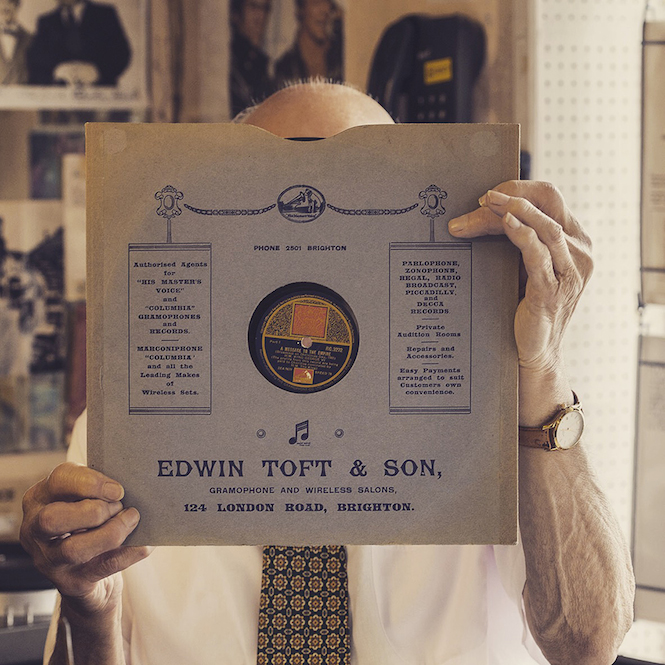 PHONE 2501 BRIGHTON
Authorised Agents
for
"HIS MASTER'S
VOICE"
and
"COLUMBIA"
GRAMOPHONES
and
RECORDS.
MARCONIPHONE
"COLUMBIA'
and all the
Leading Makes
of
Wireless Sets.
PARLOPHONE,
ZONOPHONE,
REGAL, RADIO
BROADCAST,
PICCADILLY,
and
DECCA
RECORDS
Private
Audition Rooms
Repairs and
Accessories.
Easy Payments
arranged to suit
Customers own
convenience.
A MESSAGE TO THE EMPIRE
EDWIN TOFT & SON,
GRAMOPHONE AND WIRELESS SALONS,
124 LONDON ROAD, BRIGHTON.